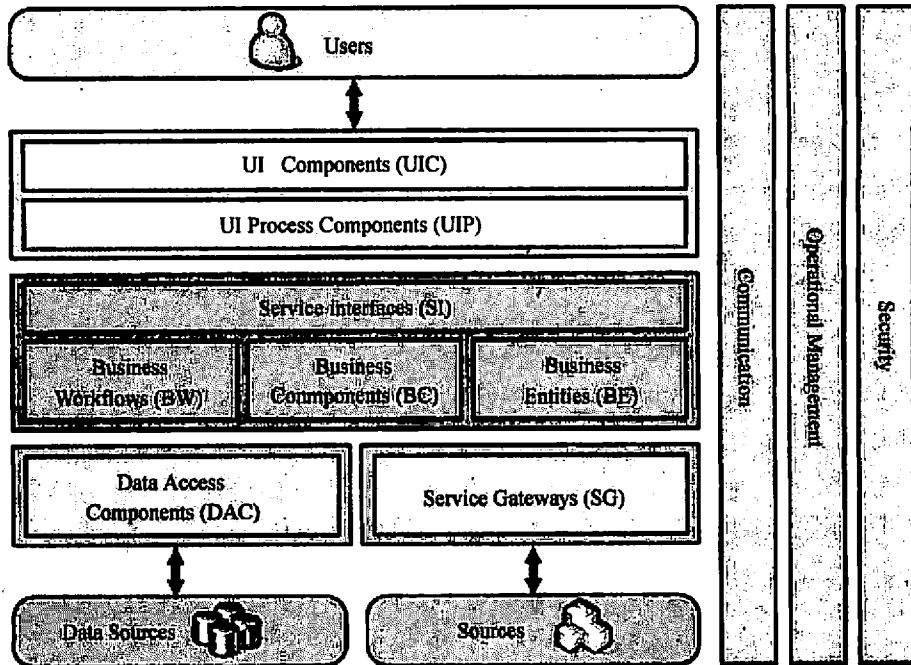 Users
UI Components (UIC)
UI Process Components (UIP)
Service interfaces (SI)
Business
Workflows (BW)
Business
Conmponents (BC)
Business
Entities (BE)
Data Access
Components (DAC)
Service Gateways (SG)
Data Sources
Sources
Communication
Operational Management
Security